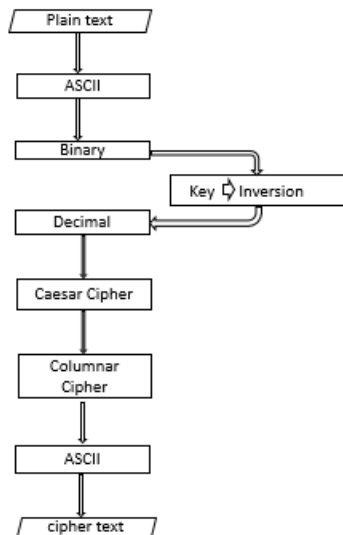 Plain text
ASCII
Binary
Key Inversion
Decimal
Caesar Cipher
Columnar
Cipher
ASCII
cipher text